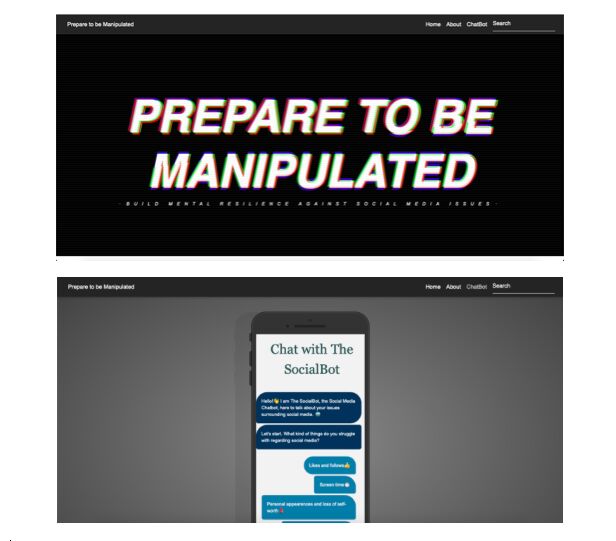 Prepare to be Manipulated
Home About ChatBot Search
PREPARE TO BE
MANIPULATED
- BUILD MENTAL RESILIENCE AGAINST SOCIAL MEDIA ISSUES -
Prepare to be Manipulated
Home About ChatBot Search
Chat with The
SocialBot
Hello!👋 I am The SocialBot, the Social Media
Chatbot, here to talk about your issues
surrounding social media.
Let's start. What kind of things do you struggle
with regarding social media?
Likes and follows👍
Screen time
Personal appearances and loss of self-
worth